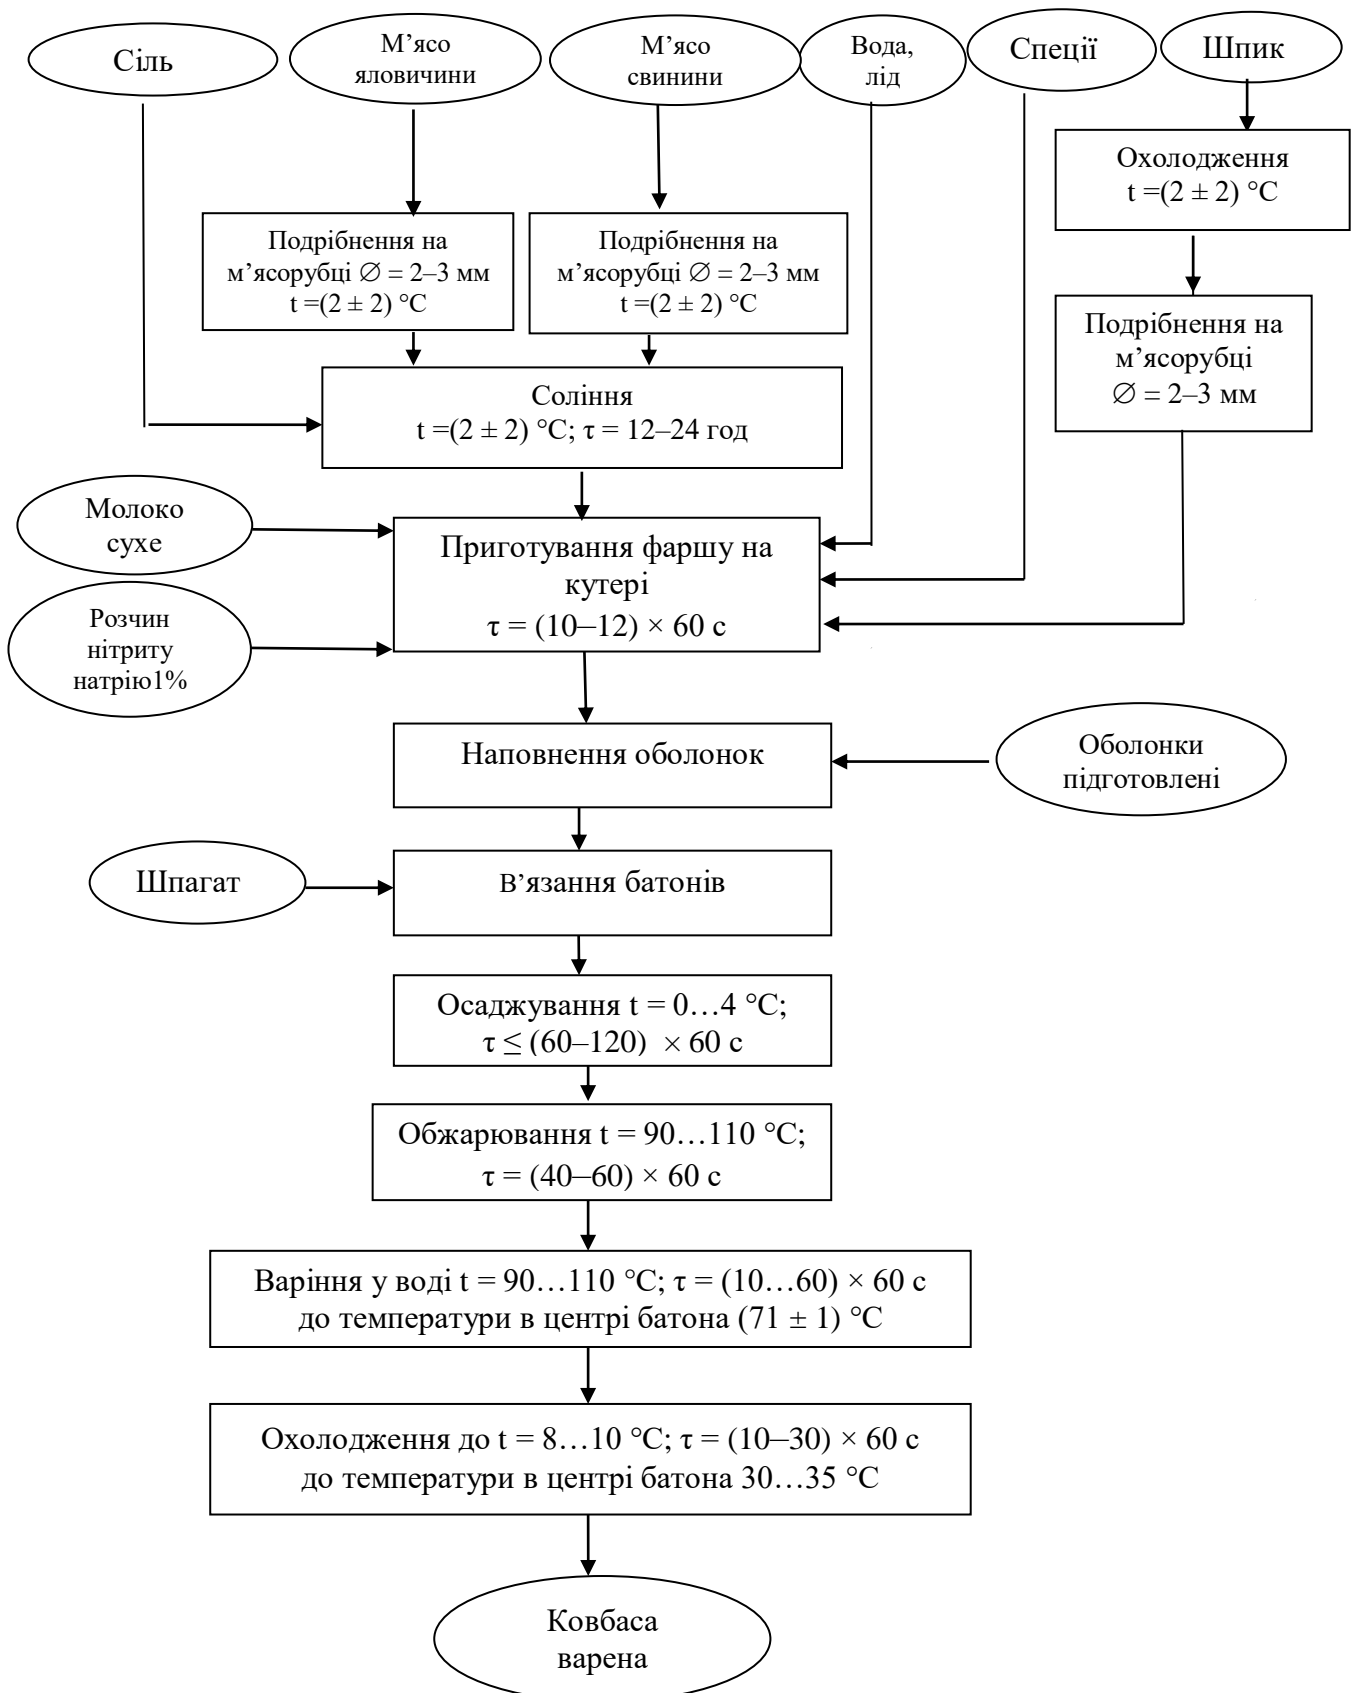 Сіль
М’ясо
яловичини
М’ясо
свинини
Вода,
лід
Спеції
Шпик
Охолодження
t =(2 ± 2) °С
Подрібнення на
м’ясорубці ∅ = 2–3 мм
t =(2 ± 2) °С
Подрібнення на
м’ясорубці ∅ = 2–3 мм
t =(2 ± 2) °С
Подрібнення на
м’ясорубці
∅ = 2–3 мм
Соління
t =(2 ± 2) °С; τ = 12–24 год
Молоко
сухе
Приготування фаршу на
кутері
τ = (10–12) × 60 с
Розчин
нітриту
натрію1%
Наповнення оболонок
Оболонки
підготовлені
Шпагат
В’язання батонів
Осаджування t = 0…4 °С;
τ ≤ (60–120) × 60 с
Обжарювання t = 90…110 °С;
τ = (40–60) × 60 с
Варіння у воді t = 90…110 °С; τ = (10…60) × 60 с
до температури в центрі батона (71 ± 1) °С
Охолодження до t = 8…10 °С; τ = (10–30) × 60 с
до температури в центрі батона 30…35 °С
Ковбаса
варена